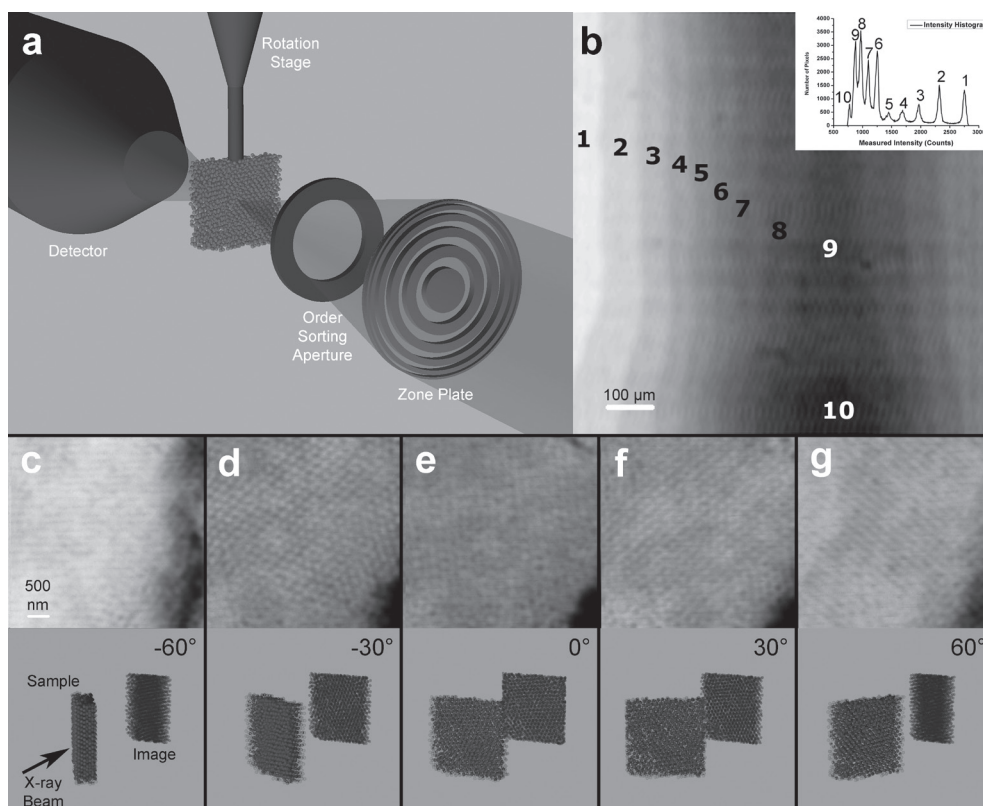 a
Rotation
Stage
Detector
Order
Sorting
Aperture
Zone Plate
b
1
2
3
4
5
6
7
8
9
10
100 µm
Intensity Histogra
Number of Pixels
4000
3500
3000
2500
2000
1500
1000
500
0
10
9
8
7
6
5
4
3
2
1
500
1000
1500
2000
2500
3000
Measured Intensity (Counts)
c
500
nm
d
e
f
g
-60°
Sample
Image
X-ray
Beam
-30°
0°
30°
60°